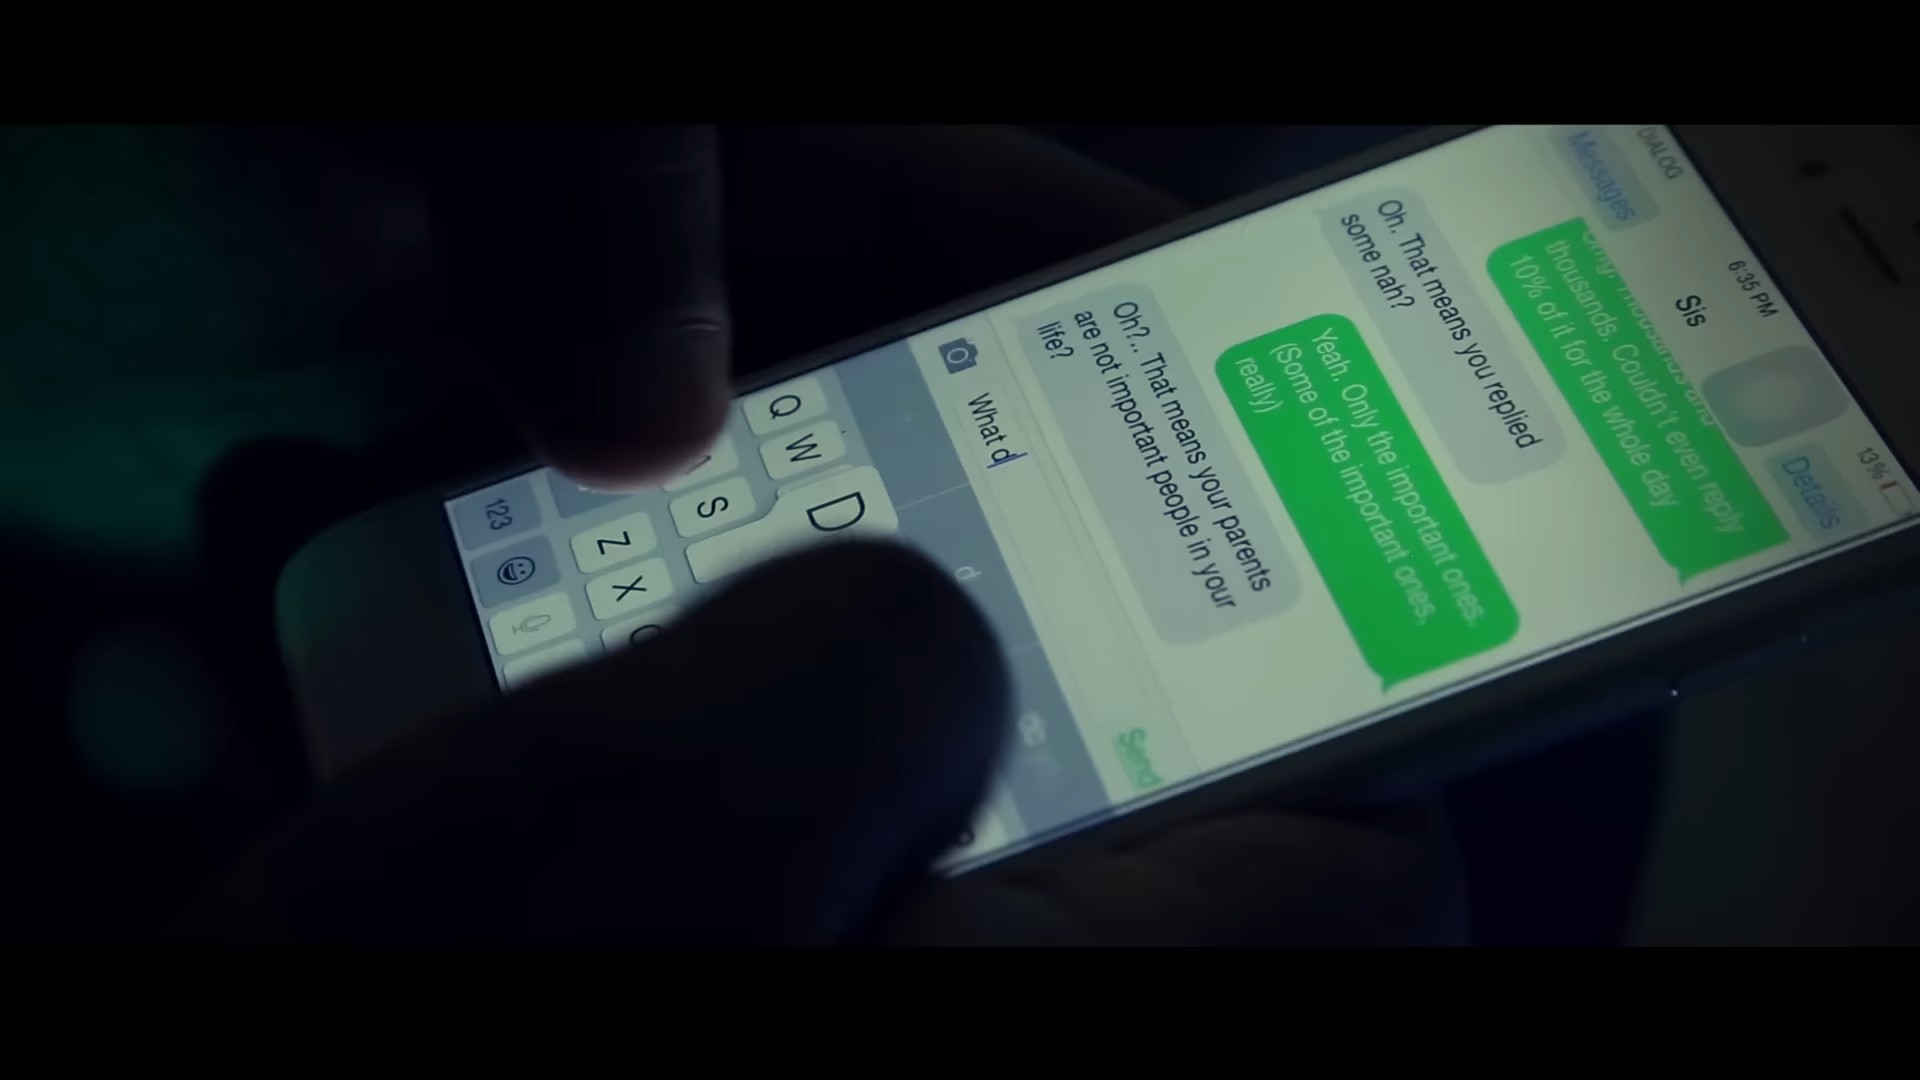 DIALOG
6:35 PM
13%
Messages
Sis
Details
thousands. Couldn't even reply
10% of it for the whole day
Oh. That means you replied
some nah?
Yeah. Only the important ones.
(Some of the important ones,
really)
Oh?.. That means your parents
are not important people in your
life?
What d
Send
d
Q W
D
S
Z X
123